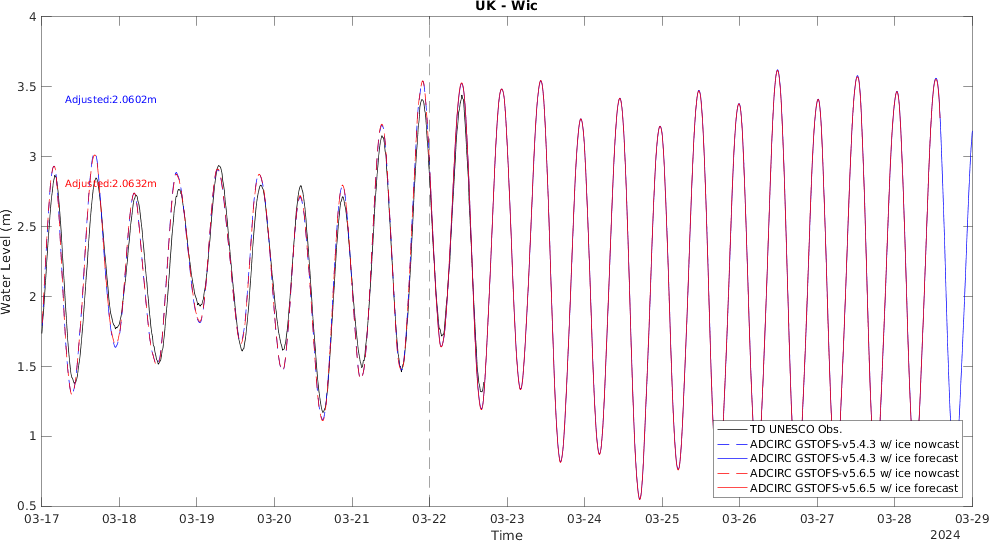 UK - Wic
4
3.5
3
2.5
2
1.5
1
0.5
Water Level (m)
Adjusted:2.0602m
Adjusted:2.0632m
TD UNESCO Obs.
ADCIRC GSTOFS-v5.4.3 w/ ice nowcast
ADCIRC GSTOFS-v5.4.3 w/ ice forecast
ADCIRC GSTOFS-v5.6.5 w/ ice nowcast
ADCIRC GSTOFS-v5.6.5 w/ ice forecast
03-17 03-18 03-19 03-20 03-21 03-22 03-23 03-24 03-25 03-26 03-27 03-28 03-29
Time
2024